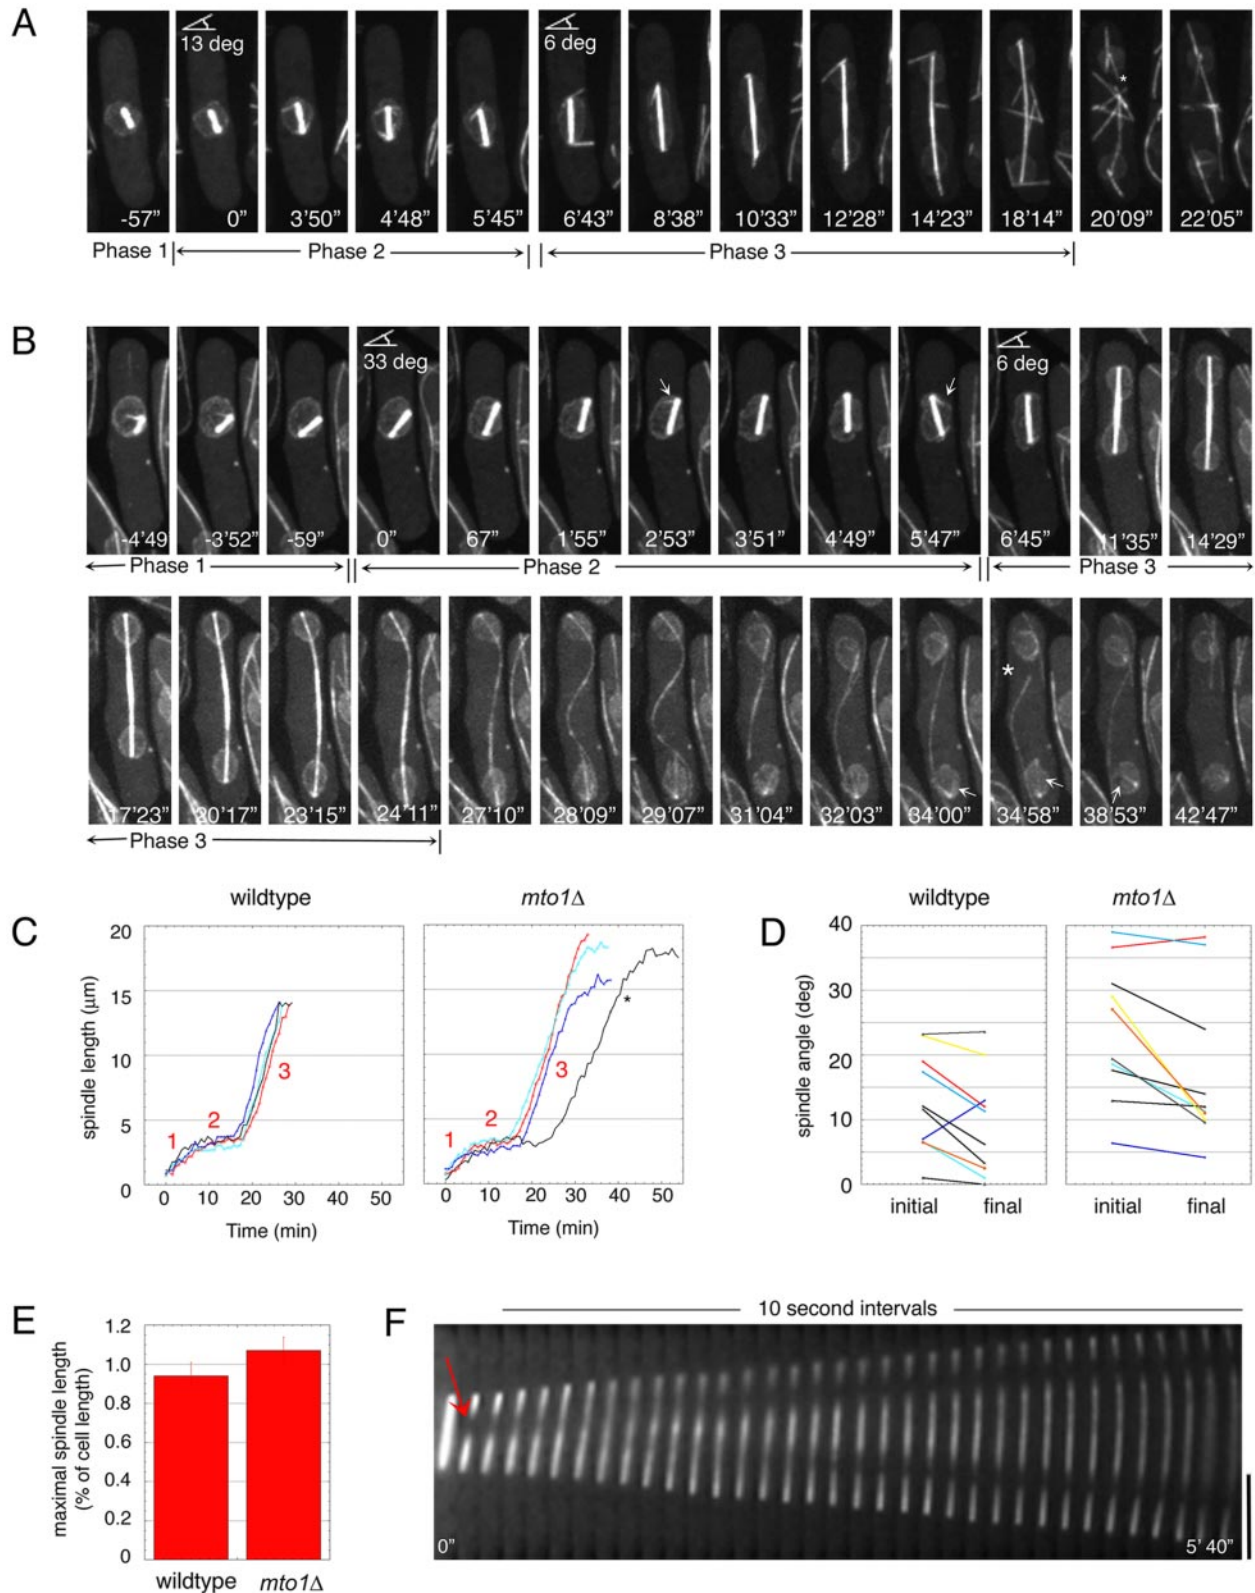 A
13 deg
6 deg
*
-57” 0” 3’50” 4’48” 5’45” 6’43” 8’38” 10’33” 12’28” 14’23” 18’14” 20’09” 22’05”
Phase 1 Phase 2 Phase 3
B
33 deg
6 deg
-4’49 -3’52” -59” 0” 67” 1’55” 2’53” 3’51” 4’49” 5’47” 6’45” 11’35” 14’29”
Phase 1 Phase 2 Phase 3
*
17’23” 20’17” 23’15” 24’11” 27’10” 28’09” 29’07” 31’04” 32’03” 34’00” 34’58” 38’53” 42’47”
Phase 3
C
wildtype
mto1Δ
spindle length (μm)
20
15
10
5
0
1 2 3
0 10 20 30 40 50
Time (min)
1 2 3
*
0 10 20 30 40 50
Time (min)
D
wildtype
mto1Δ
spindle angle (deg)
40
30
20
10
0
initial final
initial final
E
maximal spindle length
(% of cell length)
1.2
1.0
0.8
0.6
0.4
0.2
0
wildtype mto1Δ
F
10 second intervals
0” 5’ 40”